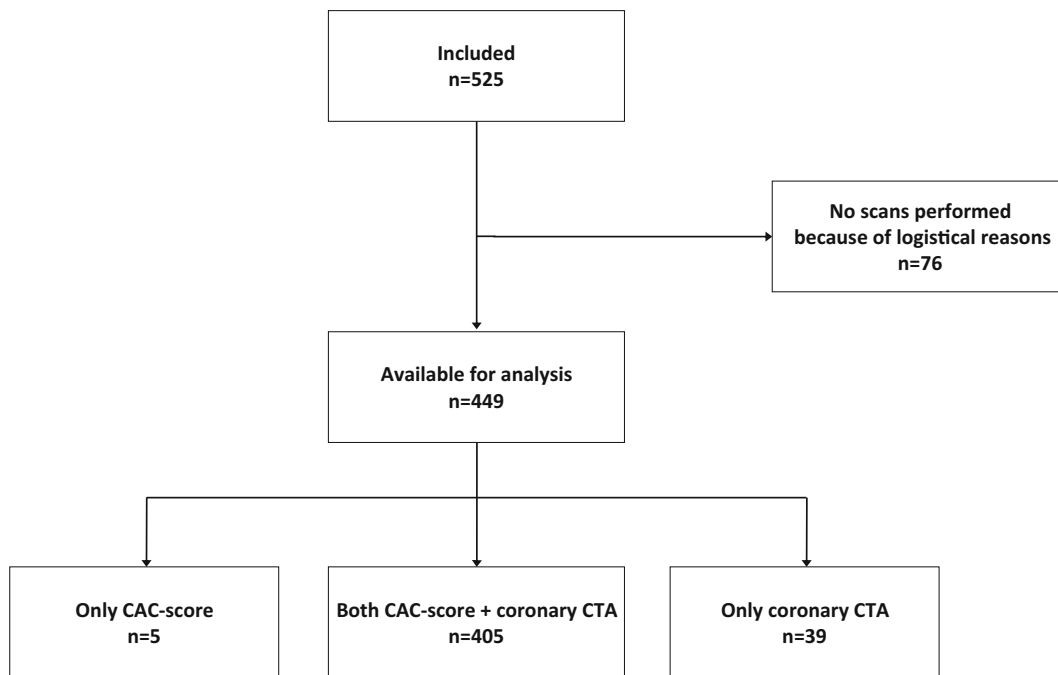 Included
n=525
No scans performed
because of logistical reasons
n=76
Available for analysis
n=449
Only CAC-score
n=5
Both CAC-score + coronary CTA
n=405
Only coronary CTA
n=39